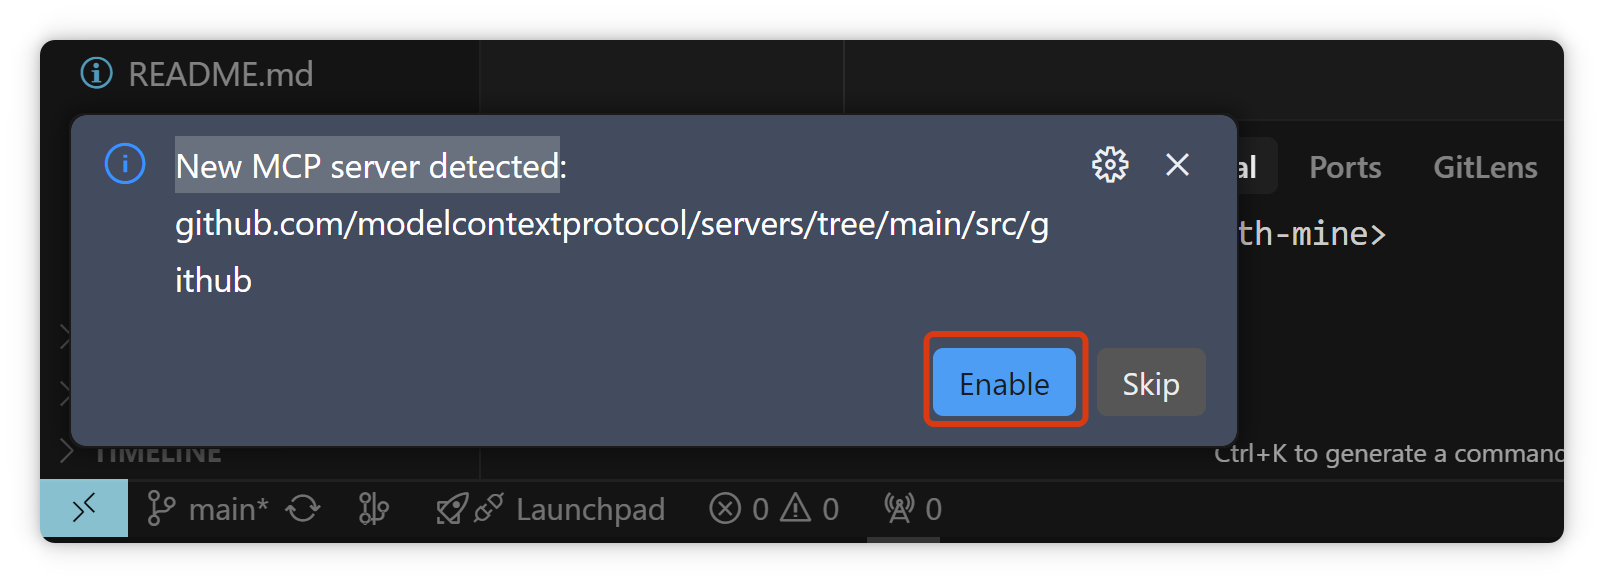 README.md
New MCP server detected:
github.com/modelcontextprotocol/servers/tree/main/src/g
ithub
Enable
Skip
al Ports GitLens
th-mine>
TIMELINE
Ctrl+K to generate a command
main* Launchpad 0 0 0